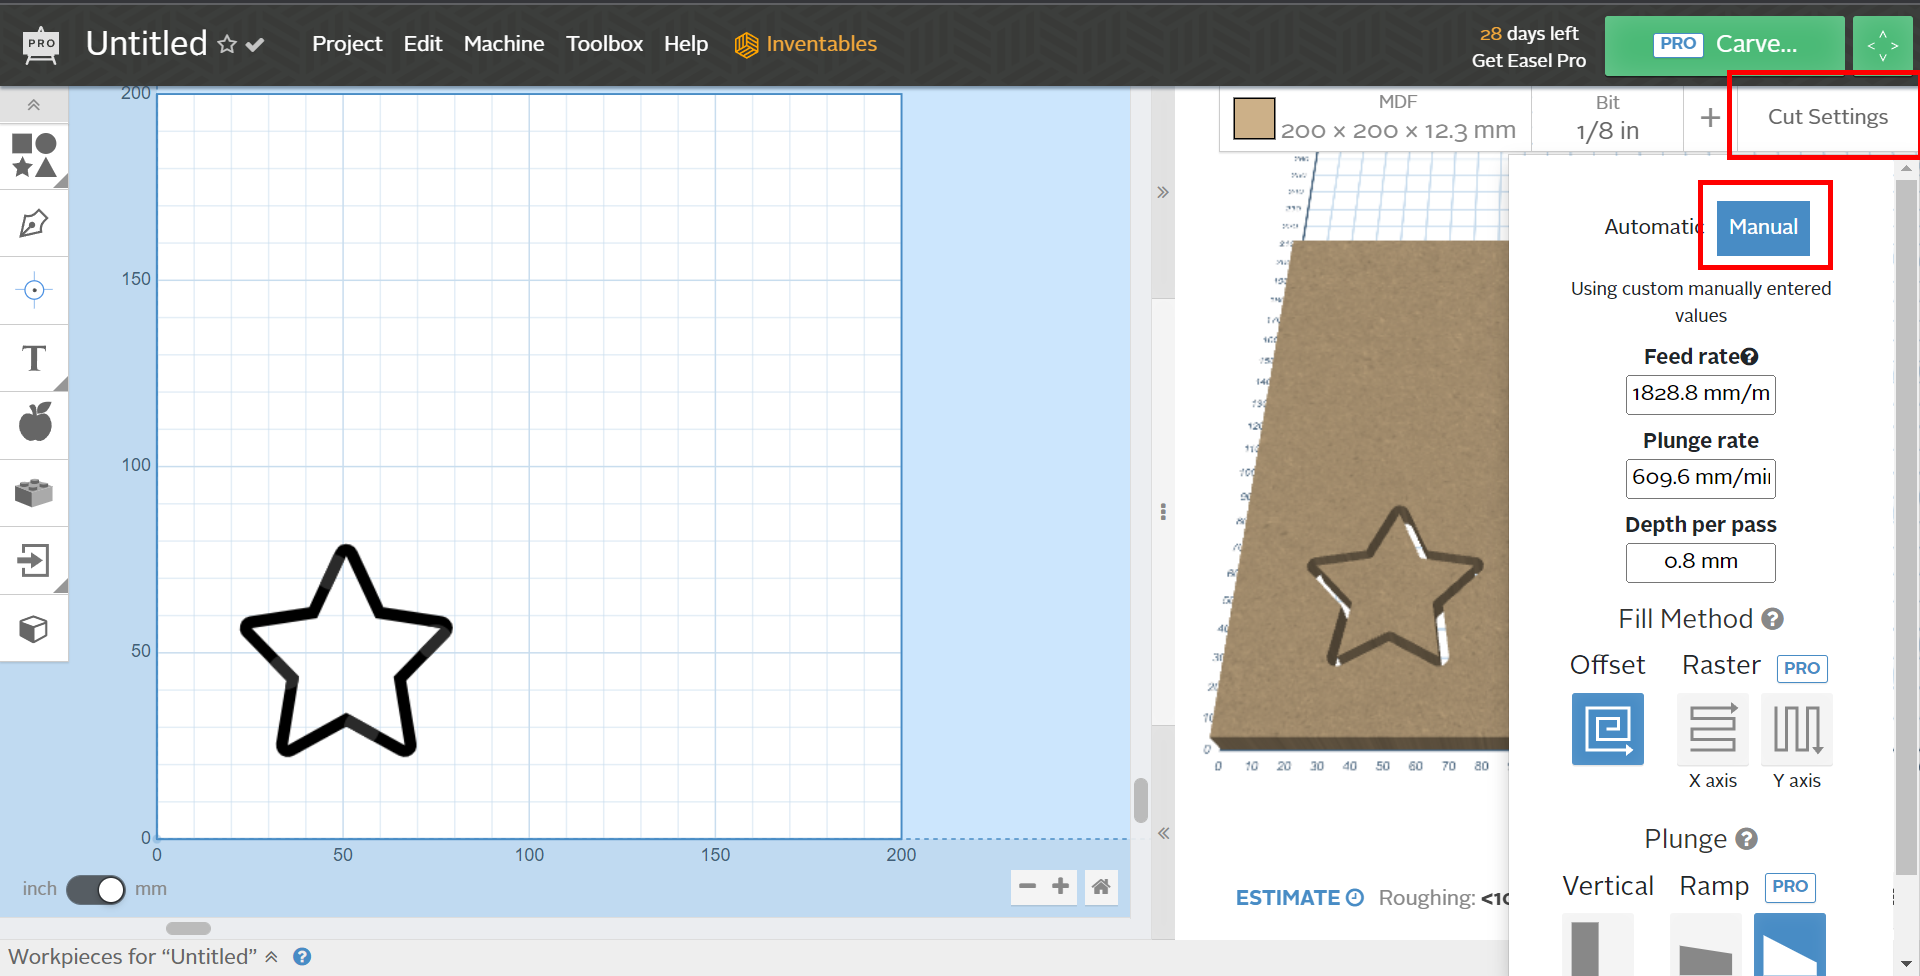 PRO
Untitled
Project Edit Machine Toolbox Help Inventables
28 days left
Get Easel Pro
PRO Carve...
MDF
200 × 200 × 12.3 mm
Bit
1/8 in
+
Cut Settings
Automatic Manual
Using custom manually entered
values
Feed rate
1828.8 mm/m
Plunge rate
609.6 mm/mi
Depth per pass
0.8 mm
Fill Method ?
Offset Raster PRO
X axis Y axis
Plunge ?
Vertical Ramp PRO
T
200
150
100
50
0
0 50 100 150 200
inch mm
0 10 20 30 40 50 60 70 80
ESTIMATE Roughing: <10
Workpieces for “Untitled” ?